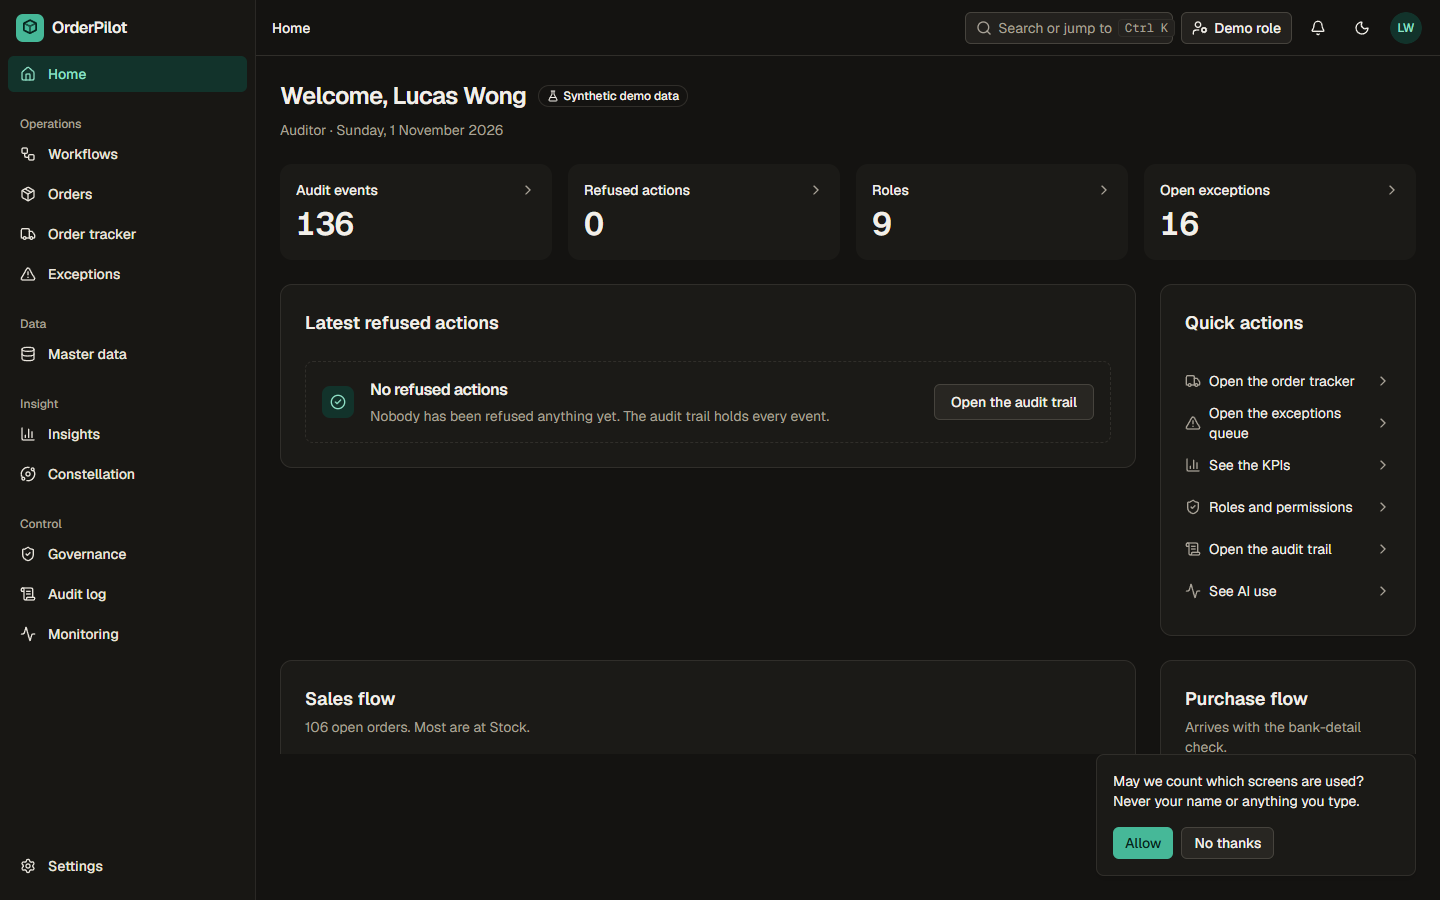 OrderPilot
Home
Operations
Workflows
Orders
Order tracker
Exceptions
Data
Master data
Insight
Insights
Constellation
Control
Governance
Audit log
Monitoring
Settings
Home
Search or jump to Ctrl K
Demo role
LW
Welcome, Lucas Wong
Synthetic demo data
Auditor · Sunday, 1 November 2026
Audit events
136
Refused actions
0
Roles
9
Open exceptions
16
Latest refused actions
No refused actions
Nobody has been refused anything yet. The audit trail holds every event.
Open the audit trail
Quick actions
Open the order tracker
Open the exceptions
queue
See the KPIs
Roles and permissions
Open the audit trail
See AI use
Sales flow
106 open orders. Most are at Stock.
Purchase flow
Arrives with the bank-detail
check.
May we count which screens are used?
Never your name or anything you type.
Allow
No thanks